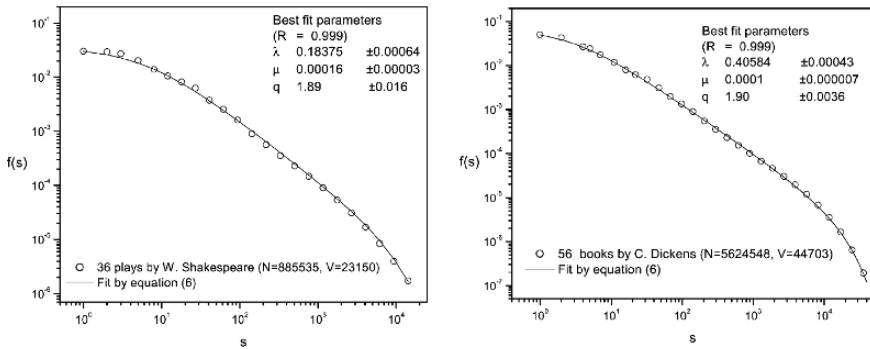 Best fit parameters
(R = 0.999)
λ 0.18375 ±0.00064
μ 0.00016 ±0.00003
q 1.89 ±0.016
10⁻¹
10⁻²
10⁻³
10⁻⁴
10⁻⁵
10⁻⁶
f(s)
36 plays by W. Shakespeare (N=885535, V=23150)
Fit by equation (6)
10⁰ 10¹ 10² 10³ 10⁴
s
Best fit parameters
(R = 0.999)
λ 0.40584 ±0.00043
μ 0.0001 ±0.000007
q 1.90 ±0.0036
10⁻¹
10⁻²
10⁻³
10⁻⁴
10⁻⁵
10⁻⁶
10⁻⁷
f(s)
56 books by C. Dickens (N=5624548, V=44703)
Fit by equation (6)
10⁰ 10¹ 10² 10³ 10⁴
s